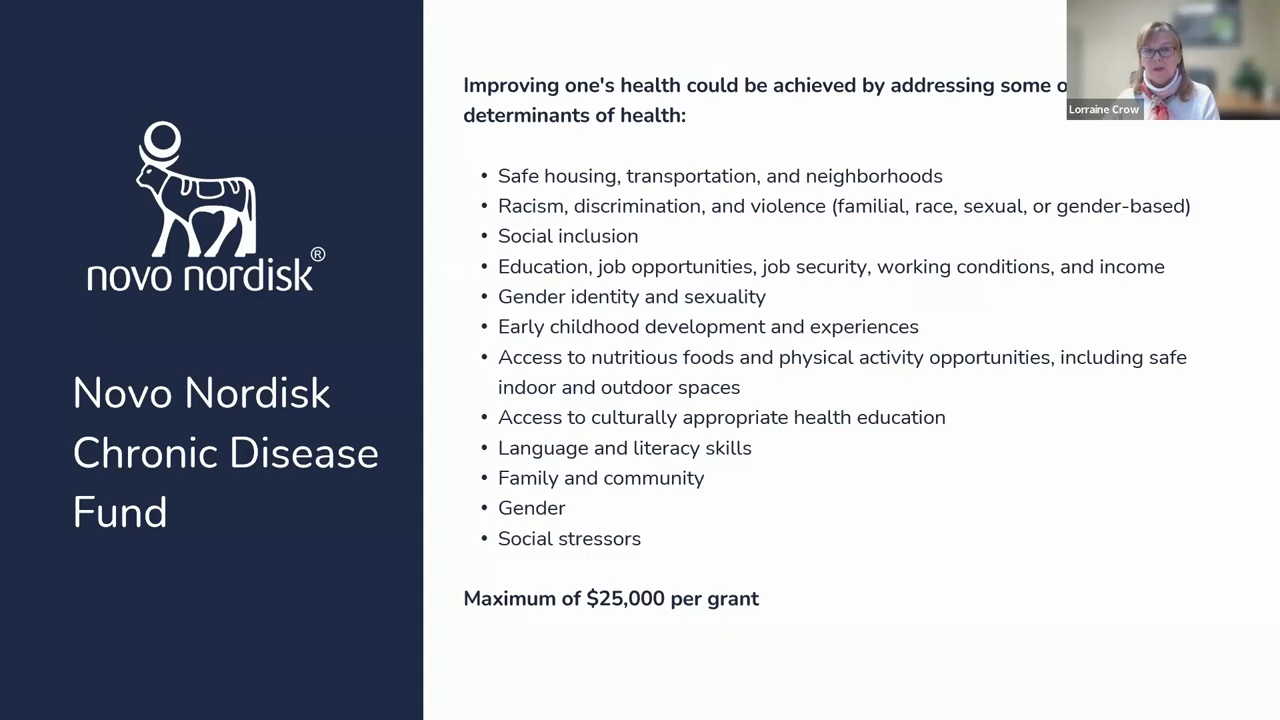 novo nordisk®
Novo Nordisk
Chronic Disease
Fund
Improving one's health could be achieved by addressing some
determinants of health:
• Safe housing, transportation, and neighborhoods
• Racism, discrimination, and violence (familial, race, sexual, or gender-based)
• Social inclusion
• Education, job opportunities, job security, working conditions, and income
• Gender identity and sexuality
• Early childhood development and experiences
• Access to nutritious foods and physical activity opportunities, including safe
indoor and outdoor spaces
• Access to culturally appropriate health education
• Language and literacy skills
• Family and community
• Gender
• Social stressors
Maximum of $25,000 per grant
Lorraine Crow